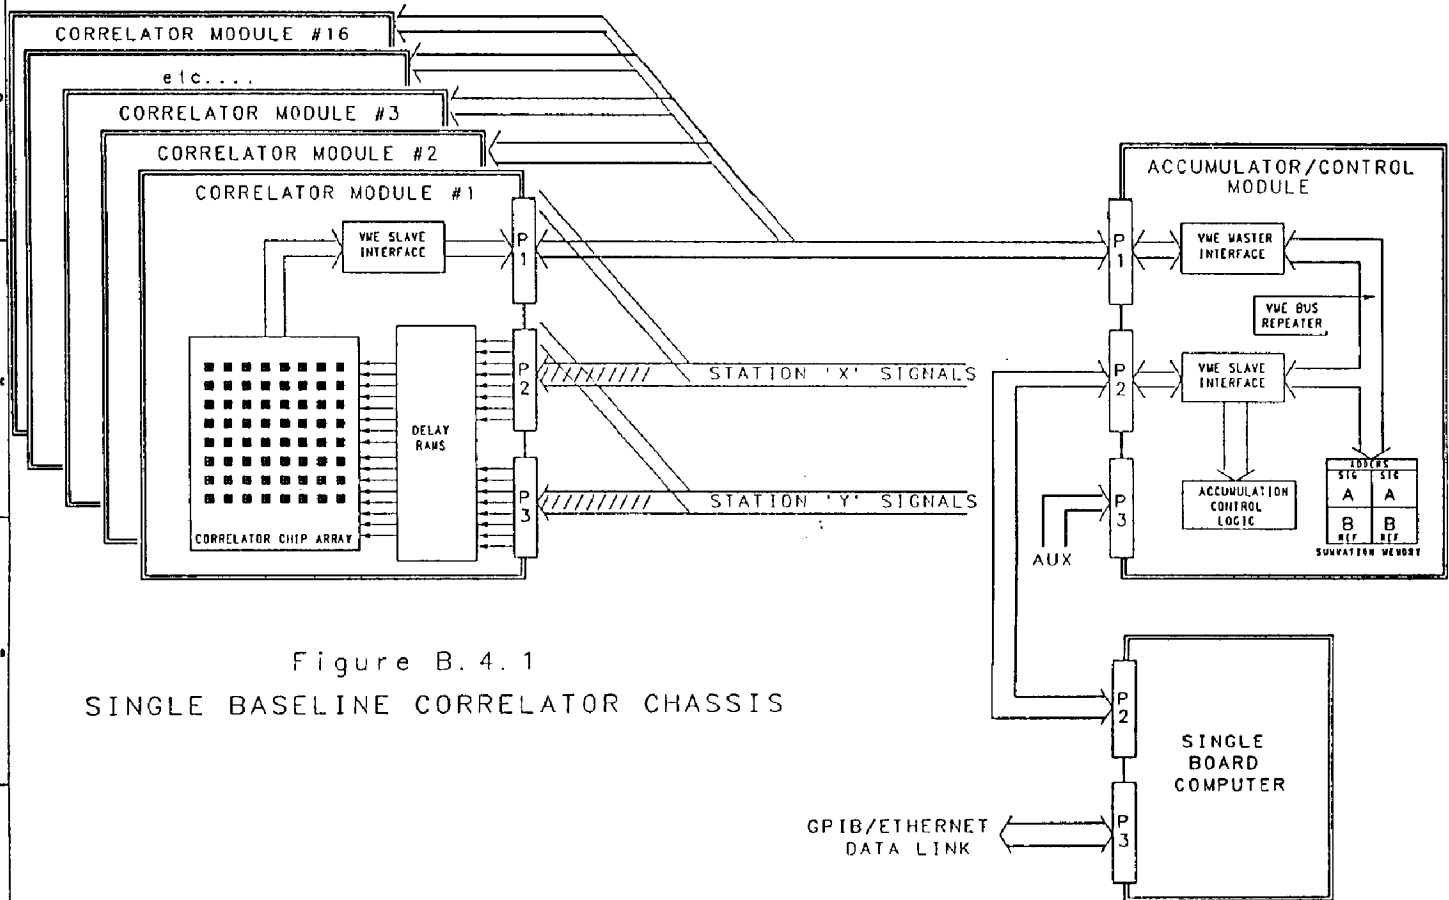 CORRELATOR MODULE #16
etc....
CORRELATOR MODULE #3
CORRELATOR MODULE #2
CORRELATOR MODULE #1
VME SLAVE
INTERFACE
P
1
P
2
P
3
DELAY
RAMS
CORRELATOR CHIP ARRAY
STATION 'X' SIGNALS
STATION 'Y' SIGNALS
ACCUMULATOR/CONTROL
MODULE
P
1
VME MASTER
INTERFACE
VME BUS
REPEATER
P
2
VME SLAVE
INTERFACE
P
3
AUX
ACCUMULATION
CONTROL
LOGIC
ADDERS
SIG SIG
A A
B B
REF REF
SUMMATION MEMORY
Figure B.4.1
SINGLE BASELINE CORRELATOR CHASSIS
P
2
P
3
SINGLE
BOARD
COMPUTER
GPIB/ETHERNET
DATA LINK